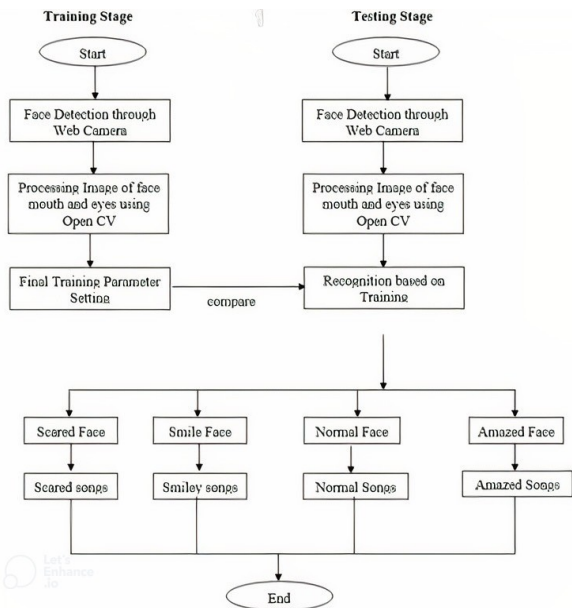 Training Stage
Testing Stage
Start
Start
Face Detection through
Web Camera
Face Detection through
Web Camera
Processing Image of face
mouth and eyes using
Open CV
Processing Image of face
mouth and eyes using
Open CV
Final Training Parameter
Setting
compare
Recognition based on
Training
Scared Face
Smile Face
Normal Face
Amazed Face
Scared songs
Smiley songs
Normal Songs
Amazed Songs
Let's
Enhance
.io
End